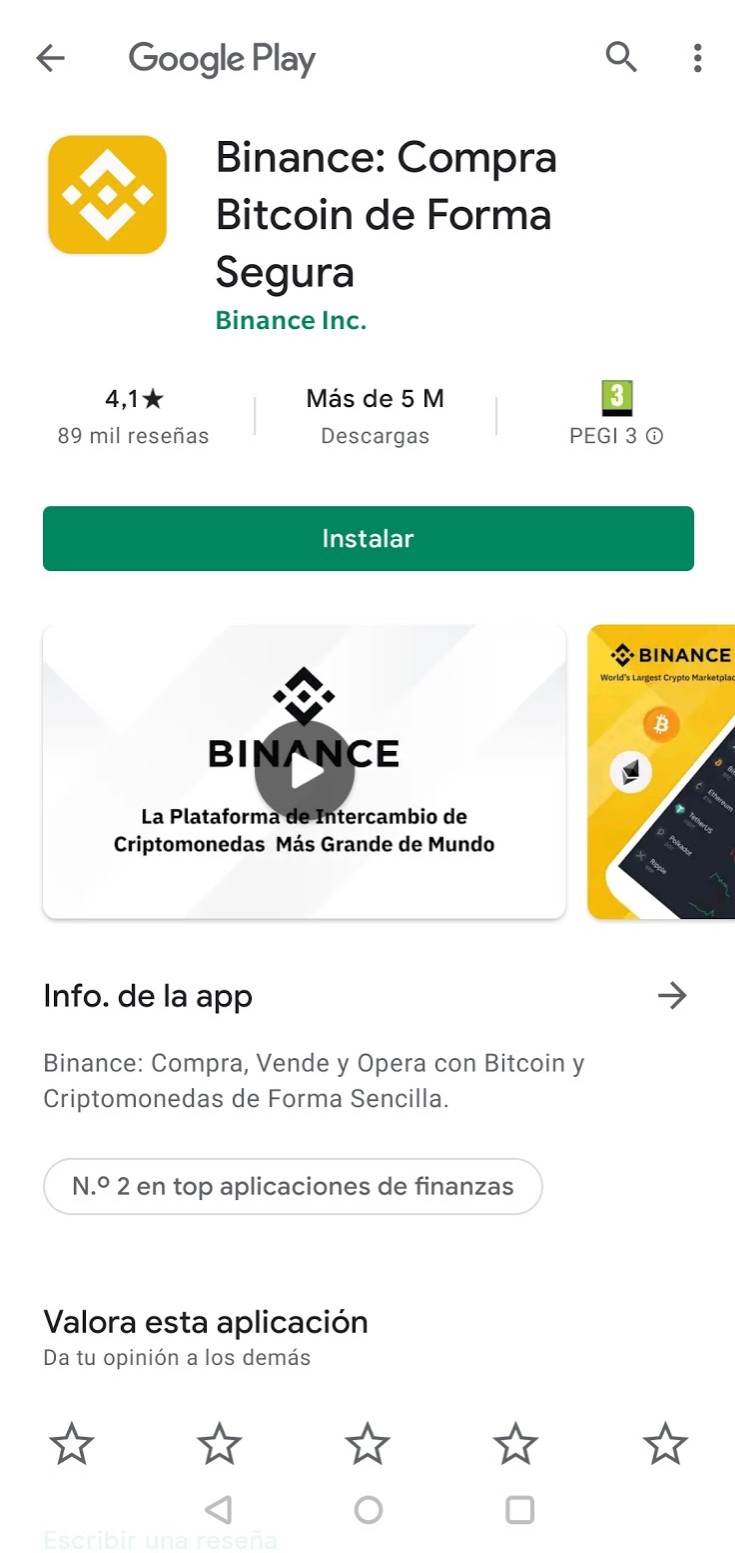 Google Play
Binance: Compra
Bitcoin de Forma
Segura
Binance Inc.
4,1★
89 mil reseñas
Más de 5 M
Descargas
3
PEGI 3
Instalar
BINANCE
La Plataforma de Intercambio de
Criptomonedas Más Grande de Mundo
BINANCE
World's Largest Crypto Marketplac
Ethereum
TetherUS
Polkadot
Ripple
Info. de la app
Binance: Compra, Vende y Opera con Bitcoin y
Criptomonedas de Forma Sencilla.
N.º 2 en top aplicaciones de finanzas
Valora esta aplicación
Da tu opinión a los demás
Escribir una reseña